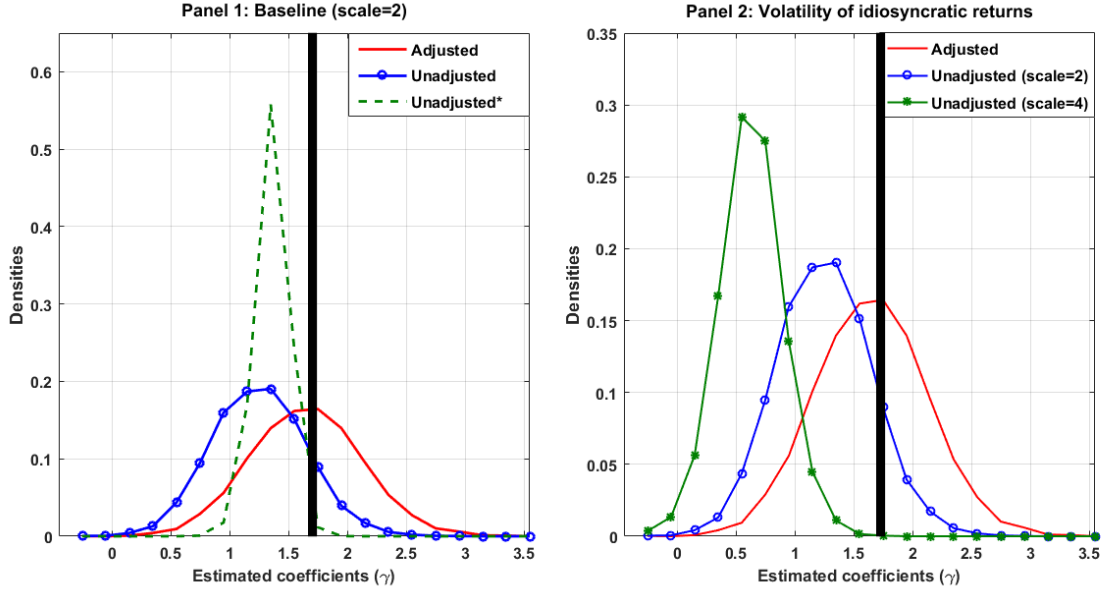 Panel 1: Baseline (scale=2)
Adjusted
Unadjusted
Unadjusted*
0.6
0.5
0.4
0.3
0.2
0.1
0
Densities
0 0.5 1 1.5 2 2.5 3 3.5
Estimated coefficients (γ)
Panel 2: Volatility of idiosyncratic returns
Adjusted
Unadjusted (scale=2)
Unadjusted (scale=4)
0.35
0.3
0.25
0.2
0.15
0.1
0.05
0
Densities
0 0.5 1 1.5 2 2.5 3 3.5
Estimated coefficients (γ)